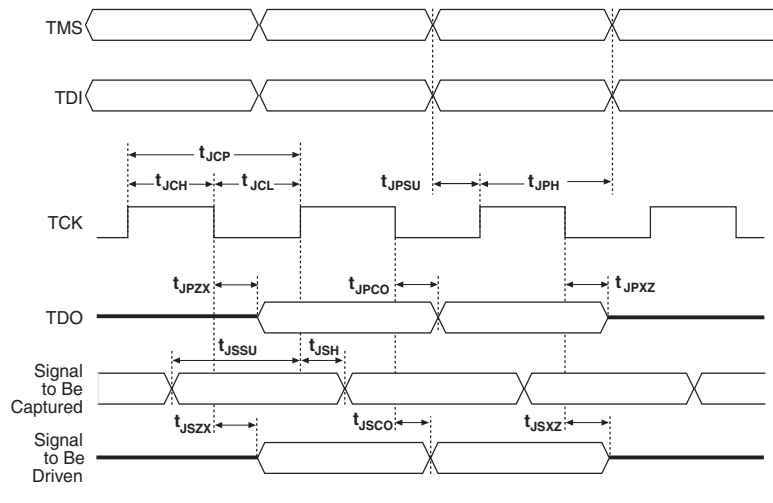 TMS
TDI
tJCP
tJCH
tJCL
tJPSU
tJPH
TCK
tJPZX
tJPCO
tJPXZ
TDO
tJSSU
tJSH
Signal
to Be
Captured
tJSZX
tJSCO
tJSXZ
Signal
to Be
Driven